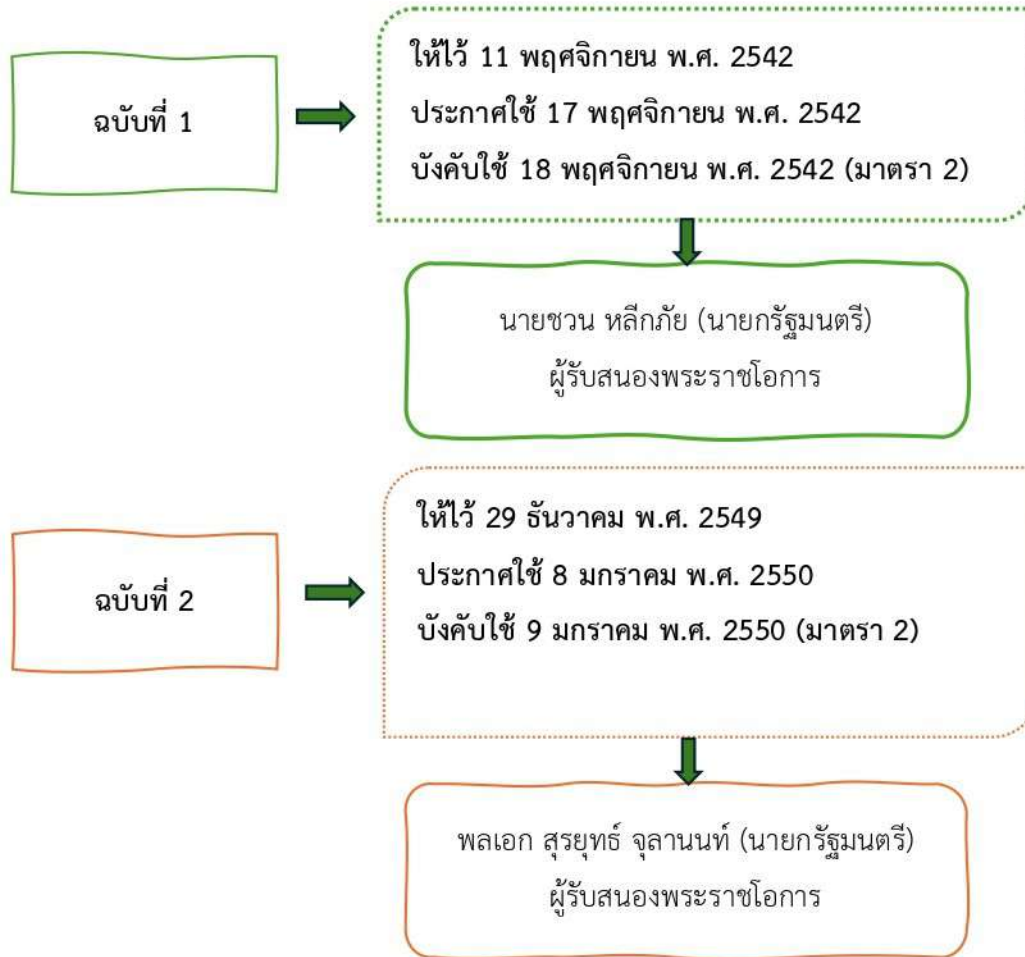 ฉบับที่ 1
ให้ไว้ 11 พฤศจิกายน พ.ศ. 2542
ประกาศใช้ 17 พฤศจิกายน พ.ศ. 2542
บังคับใช้ 18 พฤศจิกายน พ.ศ. 2542 (มาตรา 2)
นายชวน หลีกภัย (นายกรัฐมนตรี)
ผู้รับสนองพระราชโอการ
ฉบับที่ 2
ให้ไว้ 29 ธันวาคม พ.ศ. 2549
ประกาศใช้ 8 มกราคม พ.ศ. 2550
บังคับใช้ 9 มกราคม พ.ศ. 2550 (มาตรา 2)
พลเอก สุรยุทธ์ จุลานนท์ (นายกรัฐมนตรี)
ผู้รับสนองพระราชโอการ